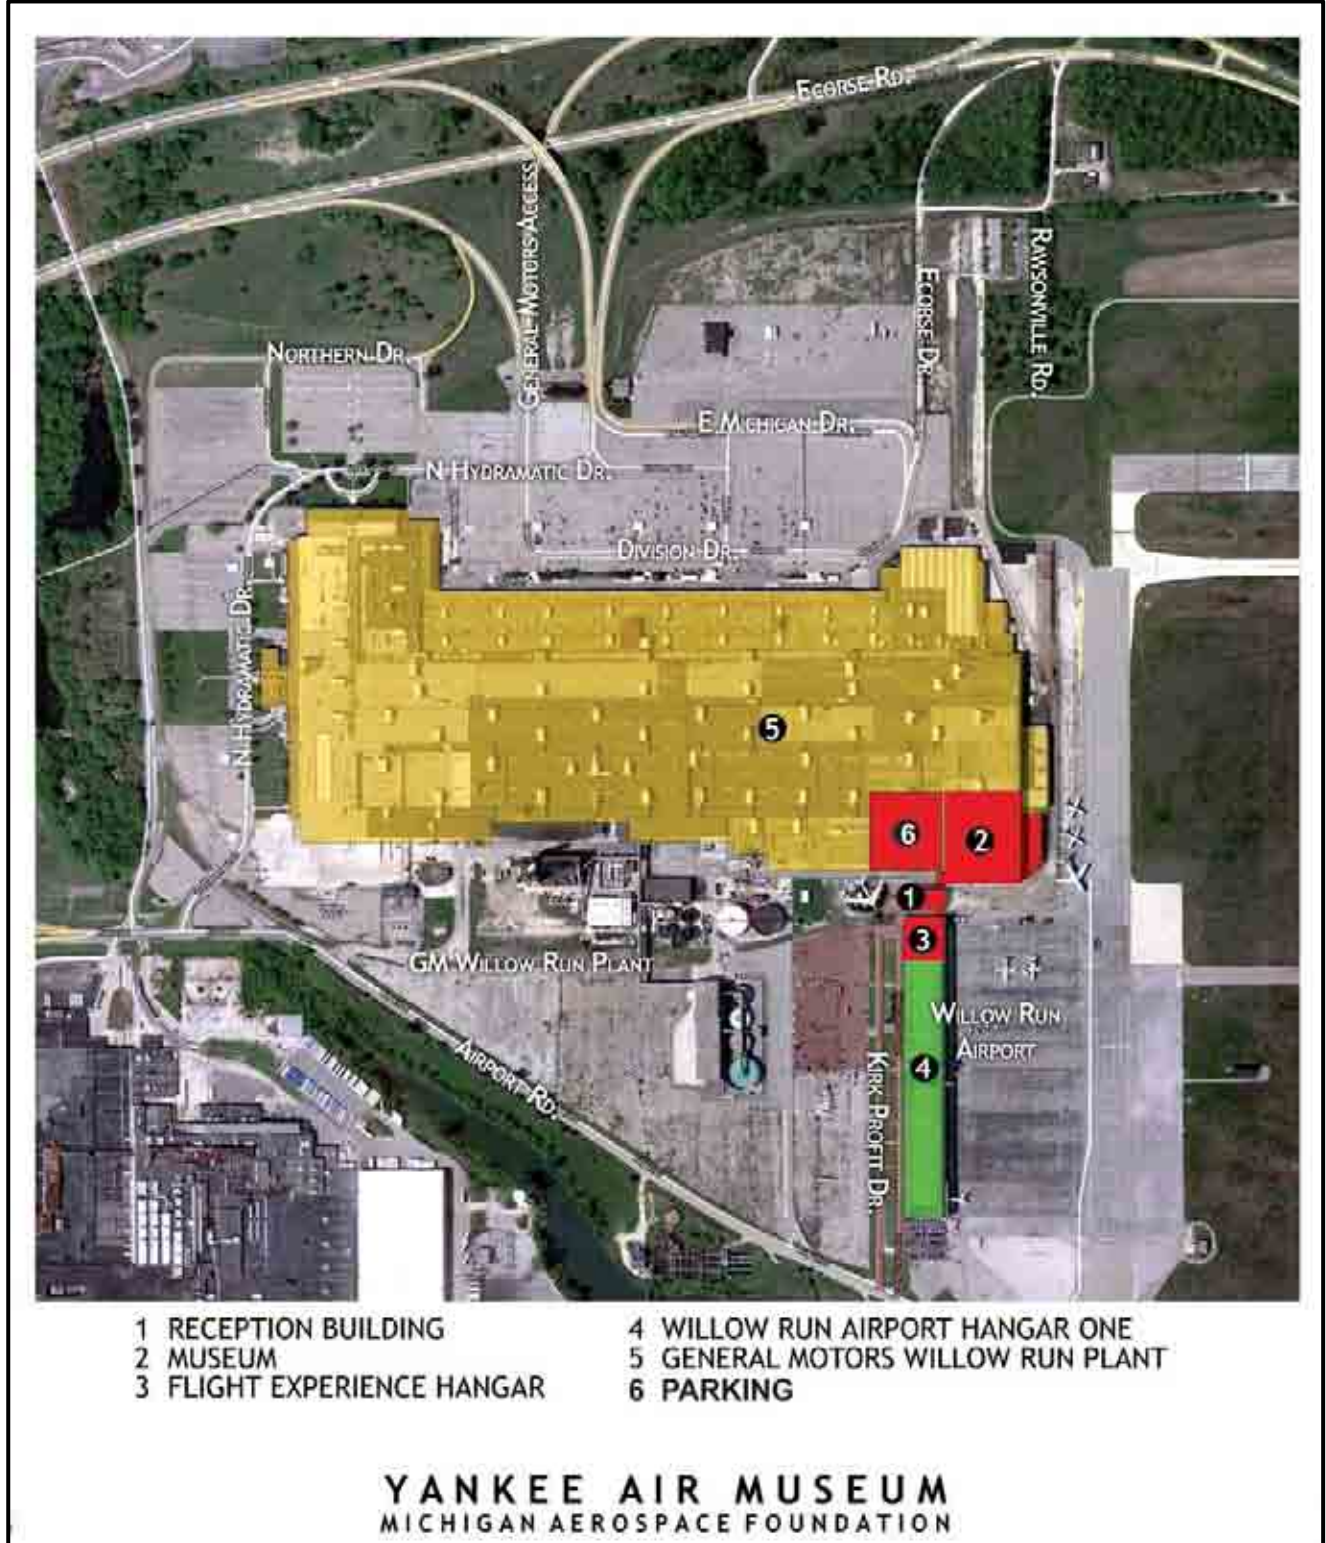 Ecorse Rd.
General Motors Access
Rawsonville Rd.
Ecorse Dr.
Northern Dr.
E Michigan Dr.
N Hydramatic Dr.
Division Dr.
N Hydramatic Dr.
5
6
2
1
3
GM Willow Run Plant
Willow Run
Airport
Airport Rd.
Kirk Profit Dr.
4
1 RECEPTION BUILDING
2 MUSEUM
3 FLIGHT EXPERIENCE HANGAR
4 WILLOW RUN AIRPORT HANGAR ONE
5 GENERAL MOTORS WILLOW RUN PLANT
6 PARKING
YANKEE AIR MUSEUM
MICHIGAN AEROSPACE FOUNDATION